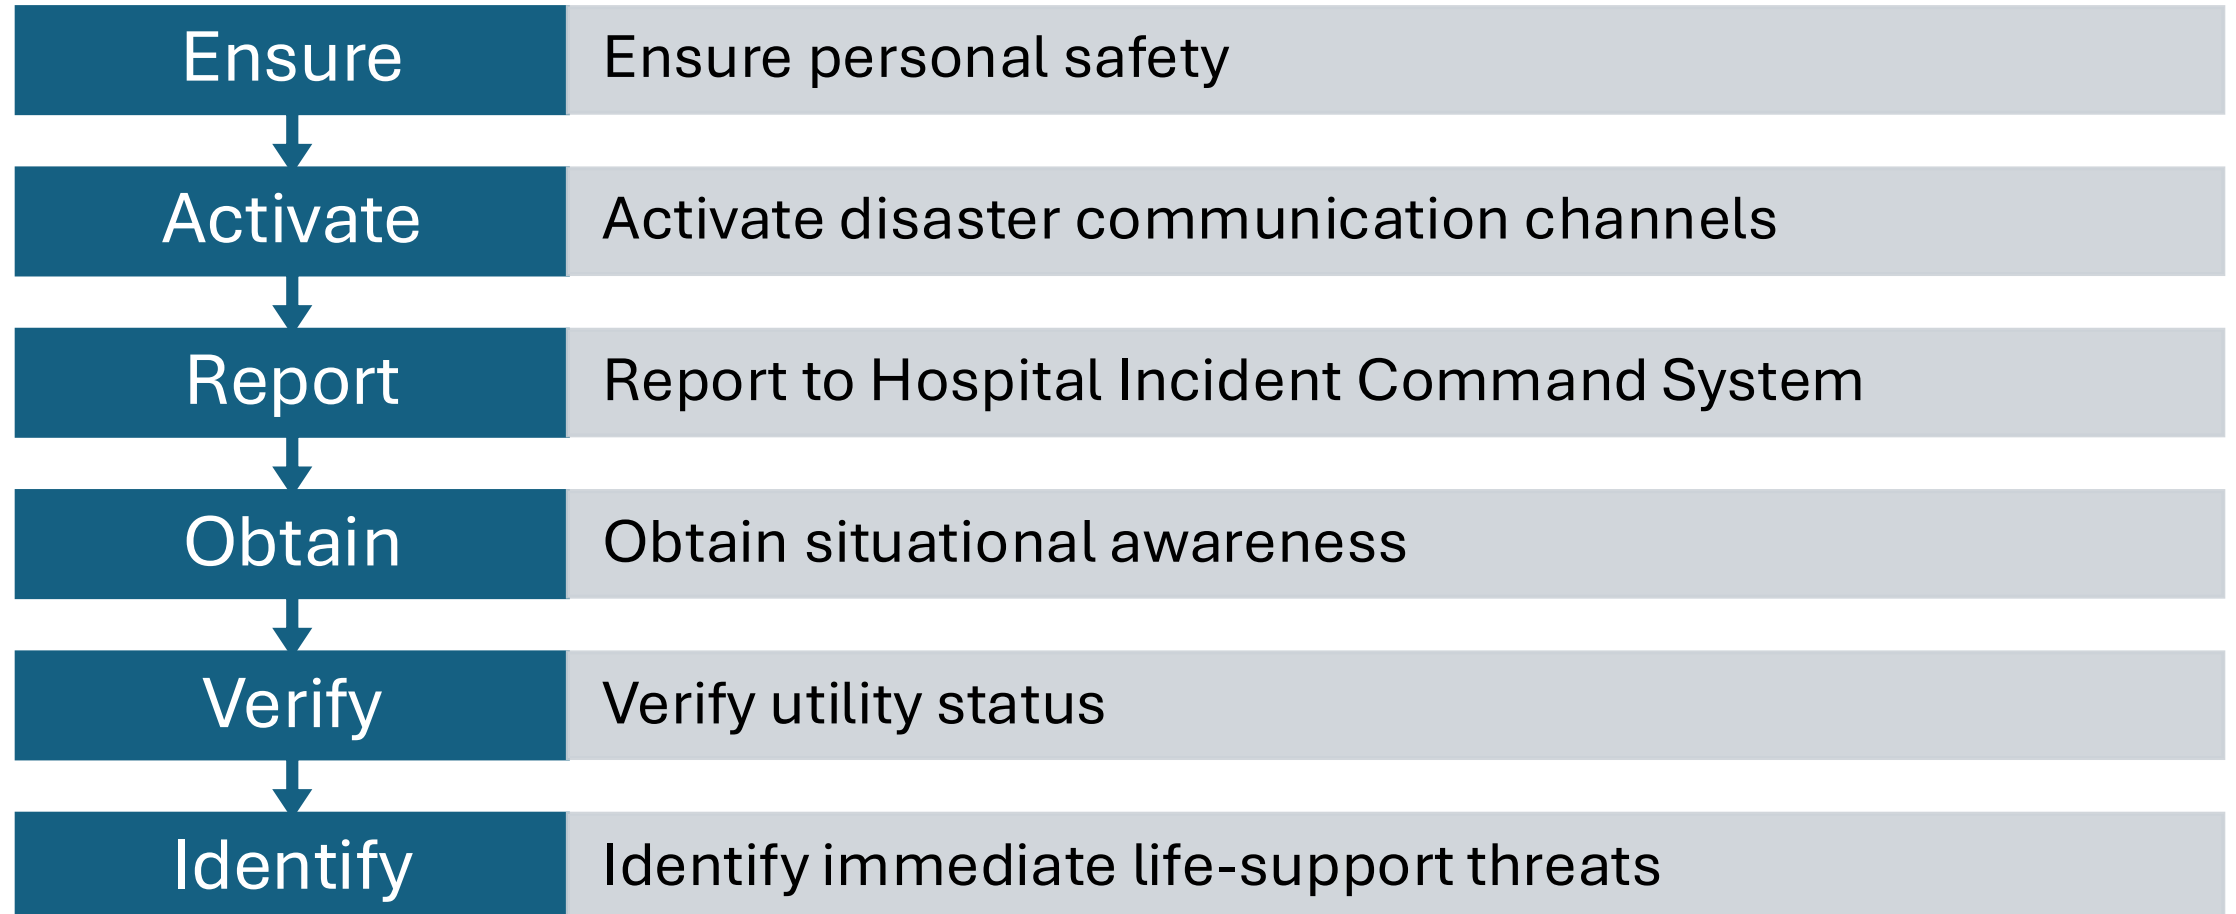 Ensure
Ensure personal safety
Activate
Activate disaster communication channels
Report
Report to Hospital Incident Command System
Obtain
Obtain situational awareness
Verify
Verify utility status
Identify
Identify immediate life-support threats